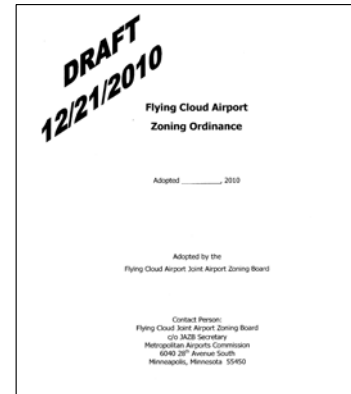 DRAFT
12/21/2010
Flying Cloud Airport
Zoning Ordinance
Adopted ________, 2010
Adopted by the
Flying Cloud Airport Joint Airport Zoning Board
Contact Person:
Flying Cloud Joint Airport Zoning Board
c/o JAZB Secretary
Metropolitan Airports Commission
6040 28th Avenue South
Minneapolis, Minnesota 55450